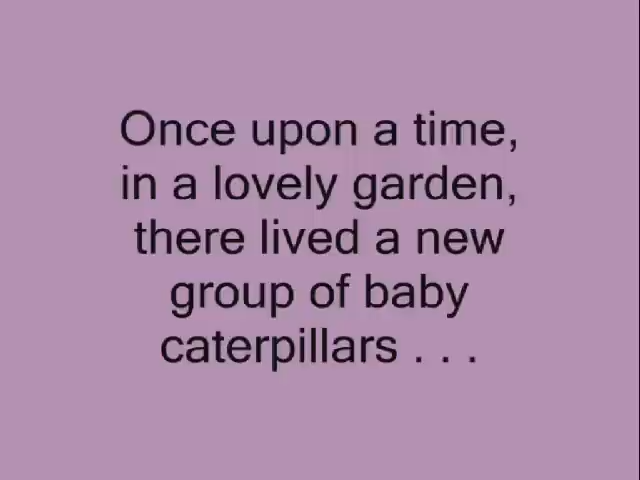 Once upon a time,
in a lovely garden,
there lived a new
group of baby
caterpillars . . .